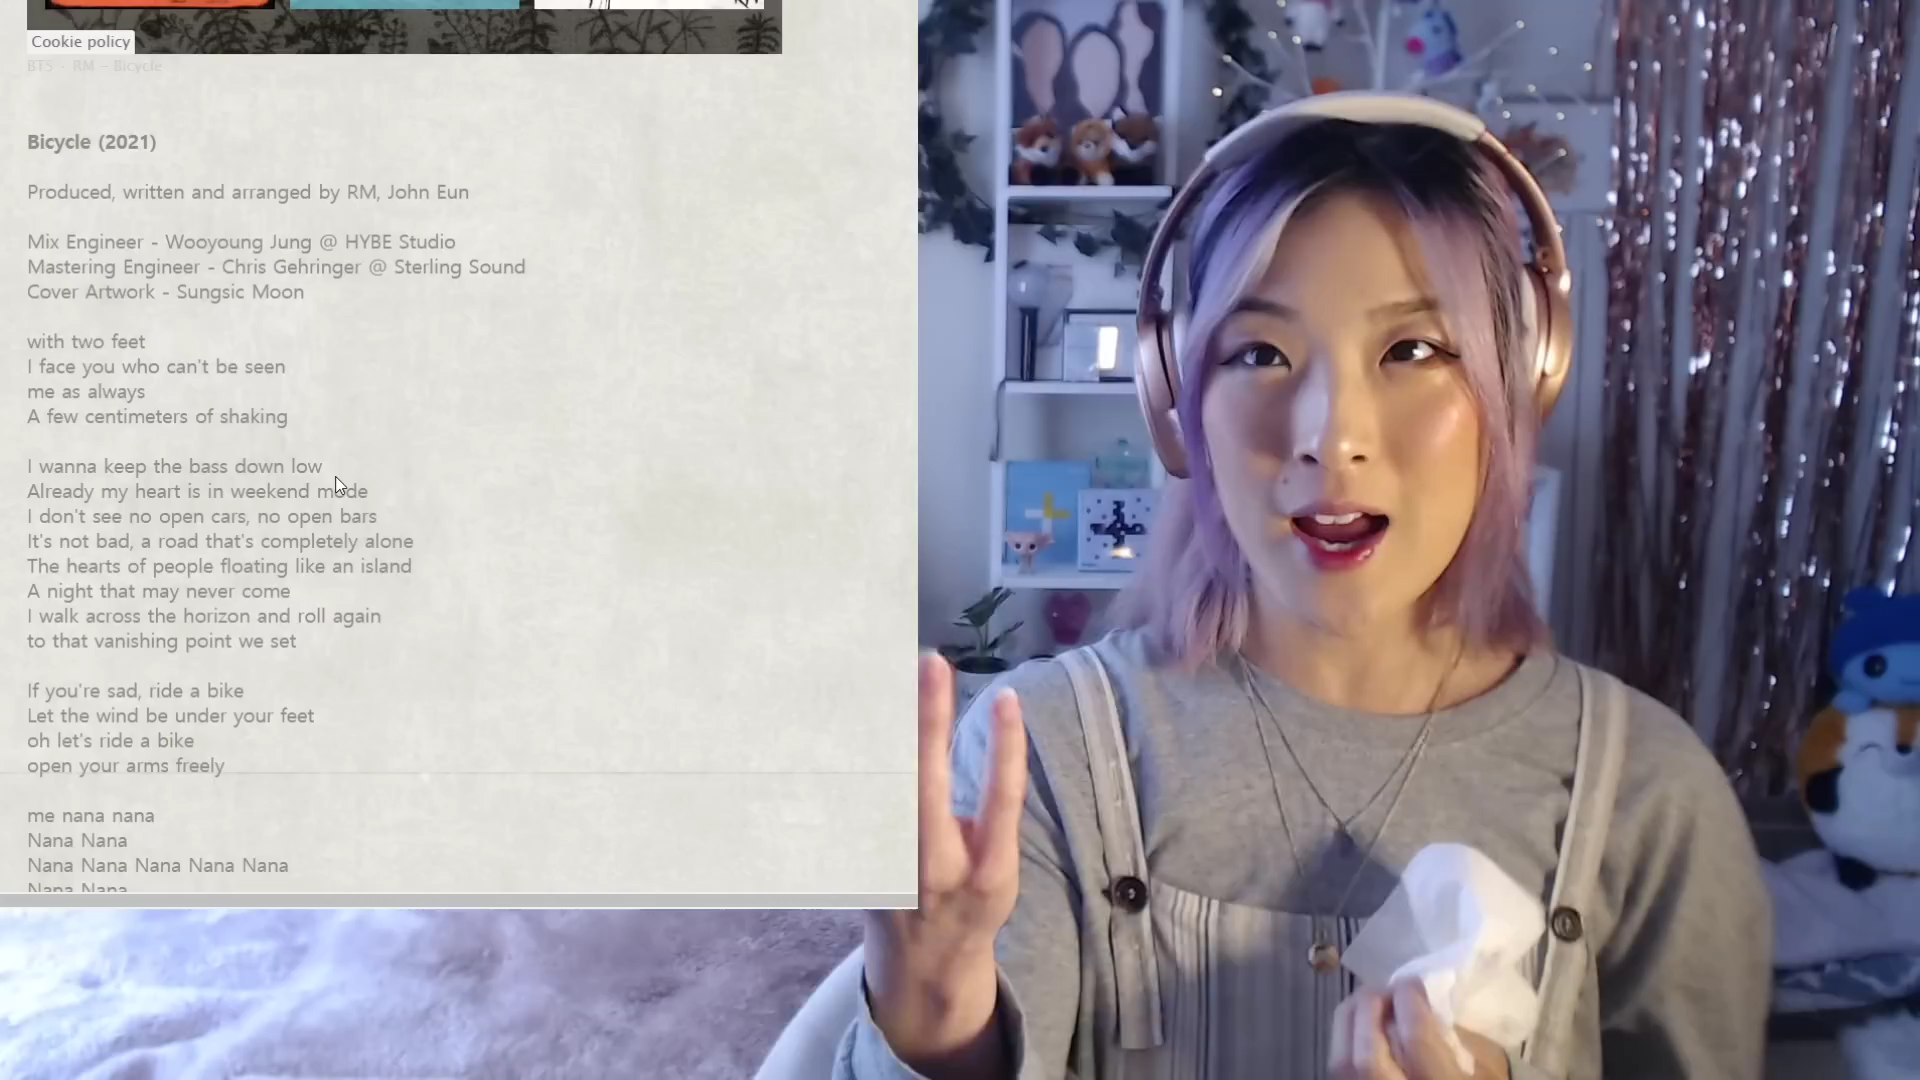 Cookie policy
BTS · RM – Bicycle
Bicycle (2021)
Produced, written and arranged by RM, John Eun
Mix Engineer - Wooyoung Jung @ HYBE Studio
Mastering Engineer - Chris Gehringer @ Sterling Sound
Cover Artwork - Sungsic Moon
with two feet
I face you who can't be seen
me as always
A few centimeters of shaking
I wanna keep the bass down low
Already my heart is in weekend mode
I don't see no open cars, no open bars
It's not bad, a road that's completely alone
The hearts of people floating like an island
A night that may never come
I walk across the horizon and roll again
to that vanishing point we set
If you're sad, ride a bike
Let the wind be under your feet
oh let's ride a bike
open your arms freely
me nana nana
Nana Nana
Nana Nana Nana Nana Nana
Nana Nana